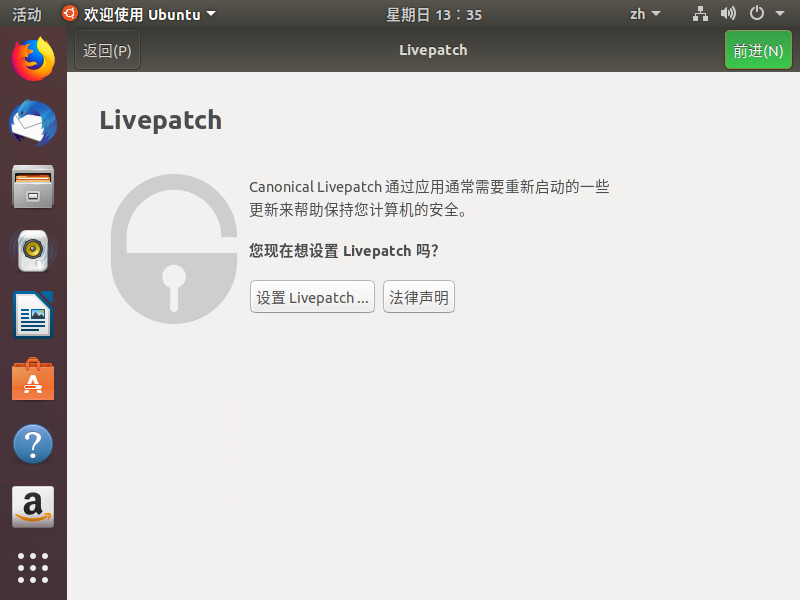 活动 欢迎使用 Ubuntu 星期日 13：35 zh
返回(P) Livepatch 前进(N)
Livepatch
Canonical Livepatch 通过应用通常需要重新启动的一些
更新来帮助保持您计算机的安全。
您现在想设置 Livepatch 吗？
设置 Livepatch… 法律声明